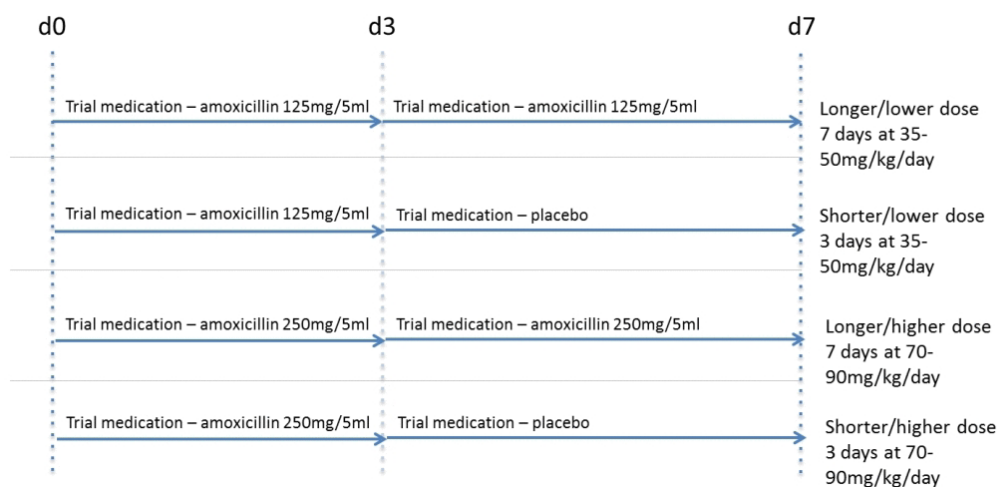 d0
d3
d7
Trial medication – amoxicillin 125mg/5ml
Trial medication – amoxicillin 125mg/5ml
Longer/lower dose
7 days at 35-
50mg/kg/day
Trial medication – amoxicillin 125mg/5ml
Trial medication – placebo
Shorter/lower dose
3 days at 35-
50mg/kg/day
Trial medication – amoxicillin 250mg/5ml
Trial medication – amoxicillin 250mg/5ml
Longer/higher dose
7 days at 70-
90mg/kg/day
Trial medication – amoxicillin 250mg/5ml
Trial medication – placebo
Shorter/higher dose
3 days at 70-
90mg/kg/day